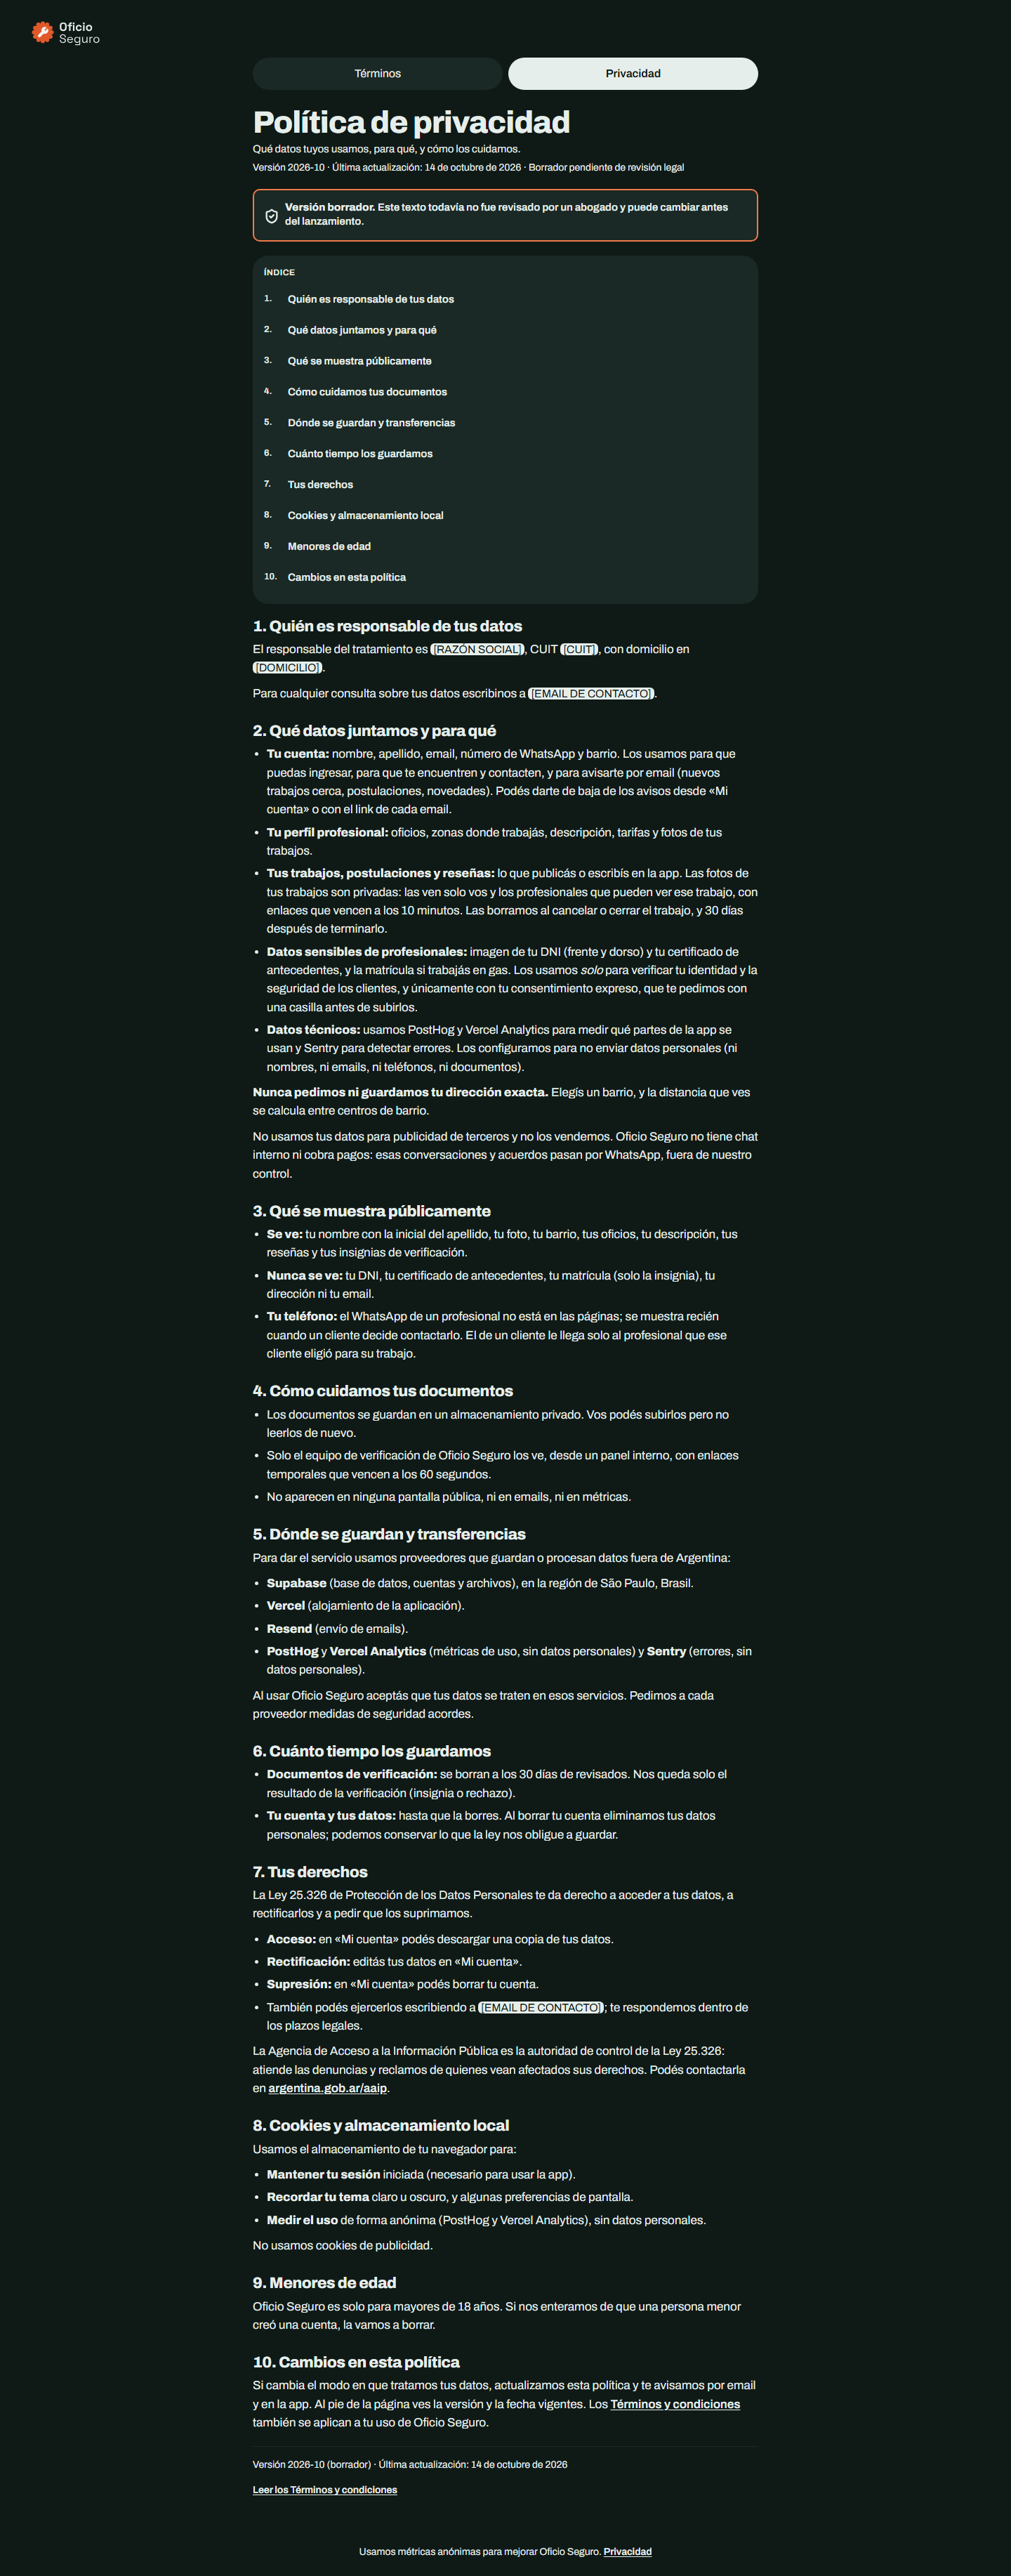 Oficio
Seguro
Términos
Privacidad
Política de privacidad
Qué datos tuyos usamos, para qué, y cómo los cuidamos.
Versión 2026-10 · Última actualización: 14 de octubre de 2026 · Borrador pendiente de revisión legal
Versión borrador. Este texto todavía no fue revisado por un abogado y puede cambiar antes
del lanzamiento.
ÍNDICE
1. Quién es responsable de tus datos
2. Qué datos juntamos y para qué
3. Qué se muestra públicamente
4. Cómo cuidamos tus documentos
5. Dónde se guardan y transferencias
6. Cuánto tiempo los guardamos
7. Tus derechos
8. Cookies y almacenamiento local
9. Menores de edad
10. Cambios en esta política
1. Quién es responsable de tus datos
El responsable del tratamiento es [RAZÓN SOCIAL], CUIT [CUIT], con domicilio en
[DOMICILIO].
Para cualquier consulta sobre tus datos escribinos a [EMAIL DE CONTACTO].
2. Qué datos juntamos y para qué
• Tu cuenta: nombre, apellido, email, número de WhatsApp y barrio. Los usamos para que
puedas ingresar, para que te encuentren y contacten, y para avisarte por email (nuevos
trabajos cerca, postulaciones, novedades). Podés darte de baja de los avisos desde «Mi
cuenta» o con el link de cada email.
• Tu perfil profesional: oficios, zonas donde trabajás, descripción, tarifas y fotos de tus
trabajos.
• Tus trabajos, postulaciones y reseñas: lo que publicás o escribís en la app. Las fotos de
tus trabajos son privadas: las ven solo vos y los profesionales que pueden ver ese trabajo, con
enlaces que vencen a los 10 minutos. Las borramos al cancelar o cerrar el trabajo, y 30 días
después de terminarlo.
• Datos sensibles de profesionales: imagen de tu DNI (frente y dorso) y tu certificado de
antecedentes, y la matrícula si trabajás en gas. Los usamos solo para verificar tu identidad y la
seguridad de los clientes, y únicamente con tu consentimiento expreso, que te pedimos con
una casilla antes de subirlos.
• Datos técnicos: usamos PostHog y Vercel Analytics para medir qué partes de la app se
usan y Sentry para detectar errores. Los configuramos para no enviar datos personales (ni
nombres, ni emails, ni teléfonos, ni documentos).
Nunca pedimos ni guardamos tu dirección exacta. Elegís un barrio, y la distancia que ves
se calcula entre centros de barrio.
No usamos tus datos para publicidad de terceros y no los vendemos. Oficio Seguro no tiene chat
interno ni cobra pagos: esas conversaciones y acuerdos pasan por WhatsApp, fuera de nuestro
control.
3. Qué se muestra públicamente
• Se ve: tu nombre con la inicial del apellido, tu foto, tu barrio, tus oficios, tu descripción, tus
reseñas y tus insignias de verificación.
• Nunca se ve: tu DNI, tu certificado de antecedentes, tu matrícula (solo la insignia), tu
dirección ni tu email.
• Tu teléfono: el WhatsApp de un profesional no está en las páginas; se muestra recién
cuando un cliente decide contactarlo. El de un cliente le llega solo al profesional que ese
cliente eligió para su trabajo.
4. Cómo cuidamos tus documentos
• Los documentos se guardan en un almacenamiento privado. Vos podés subirlos pero no
leerlos de nuevo.
• Solo el equipo de verificación de Oficio Seguro los ve, desde un panel interno, con enlaces
temporales que vencen a los 60 segundos.
• No aparecen en ninguna pantalla pública, ni en emails, ni en métricas.
5. Dónde se guardan y transferencias
Para dar el servicio usamos proveedores que guardan o procesan datos fuera de Argentina:
• Supabase (base de datos, cuentas y archivos), en la región de São Paulo, Brasil.
• Vercel (alojamiento de la aplicación).
• Resend (envío de emails).
• PostHog y Vercel Analytics (métricas de uso, sin datos personales) y Sentry (errores, sin
datos personales).
Al usar Oficio Seguro aceptás que tus datos se traten en esos servicios. Pedimos a cada
proveedor medidas de seguridad acordes.
6. Cuánto tiempo los guardamos
• Documentos de verificación: se borran a los 30 días de revisados. Nos queda solo el
resultado de la verificación (insignia o rechazo).
• Tu cuenta y tus datos: hasta que la borres. Al borrar tu cuenta eliminamos tus datos
personales; podemos conservar lo que la ley nos obligue a guardar.
7. Tus derechos
La Ley 25.326 de Protección de los Datos Personales te da derecho a acceder a tus datos, a
rectificarlos y a pedir que los suprimamos.
• Acceso: en «Mi cuenta» podés descargar una copia de tus datos.
• Rectificación: editás tus datos en «Mi cuenta».
• Supresión: en «Mi cuenta» podés borrar tu cuenta.
• También podés ejercerlos escribiendo a [EMAIL DE CONTACTO]; te respondemos dentro de
los plazos legales.
La Agencia de Acceso a la Información Pública es la autoridad de control de la Ley 25.326:
atiende las denuncias y reclamos de quienes vean afectados sus derechos. Podés contactarla
en argentina.gob.ar/aaip.
8. Cookies y almacenamiento local
Usamos el almacenamiento de tu navegador para:
• Mantener tu sesión iniciada (necesario para usar la app).
• Recordar tu tema claro u oscuro, y algunas preferencias de pantalla.
• Medir el uso de forma anónima (PostHog y Vercel Analytics), sin datos personales.
No usamos cookies de publicidad.
9. Menores de edad
Oficio Seguro es solo para mayores de 18 años. Si nos enteramos de que una persona menor
creó una cuenta, la vamos a borrar.
10. Cambios en esta política
Si cambia el modo en que tratamos tus datos, actualizamos esta política y te avisamos por email
y en la app. Al pie de la página ves la versión y la fecha vigentes. Los Términos y condiciones
también se aplican a tu uso de Oficio Seguro.
Versión 2026-10 (borrador) · Última actualización: 14 de octubre de 2026
Leer los Términos y condiciones
Usamos métricas anónimas para mejorar Oficio Seguro. Privacidad